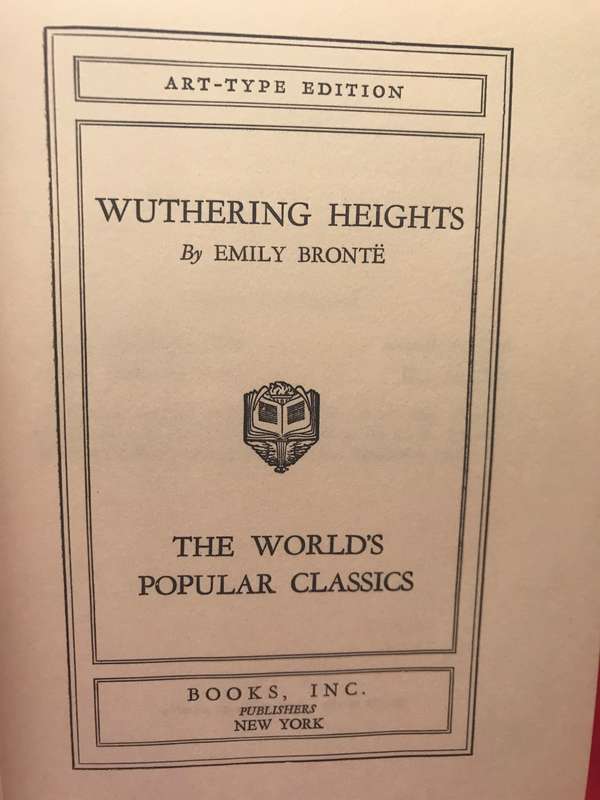 ART-TYPE EDITION
WUTHERING HEIGHTS
By EMILY BRONTË
THE WORLD'S
POPULAR CLASSICS
BOOKS, INC.
PUBLISHERS
NEW YORK